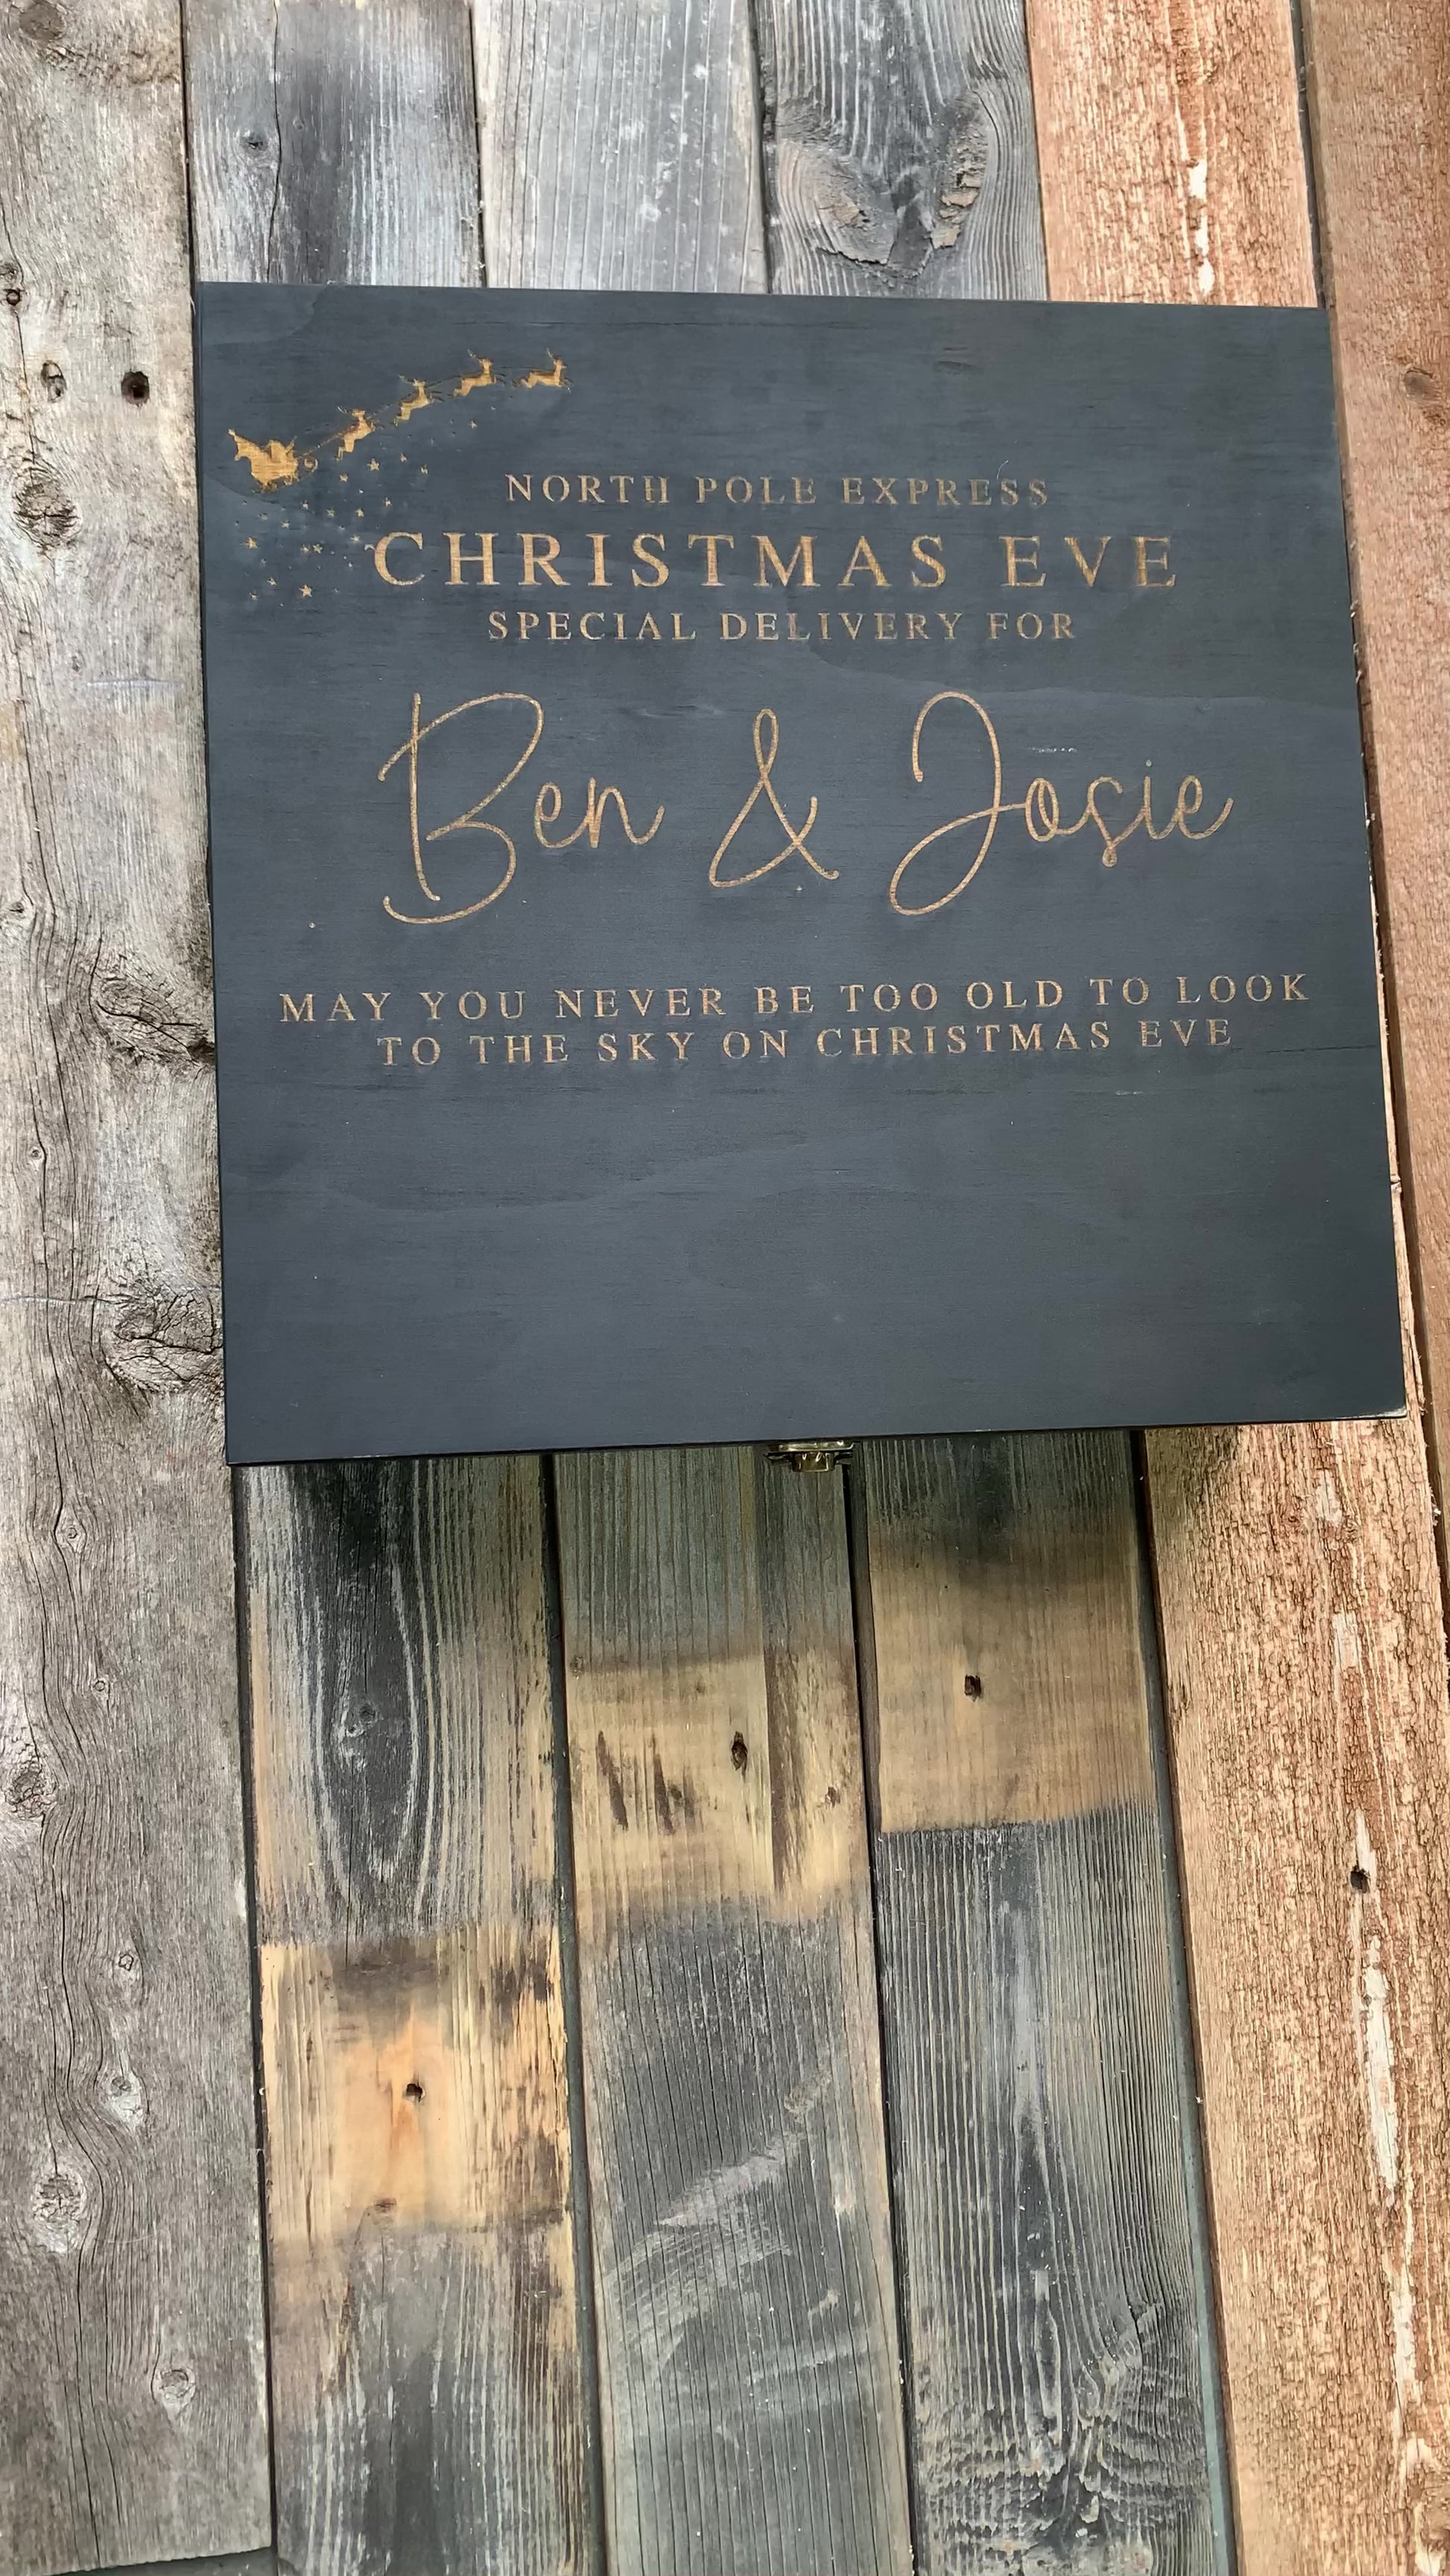 NORTH POLE EXPRESS
CHRISTMAS EVE
SPECIAL DELIVERY FOR
Ben & Josie
MAY YOU NEVER BE TOO OLD TO LOOK
TO THE SKY ON CHRISTMAS EVE